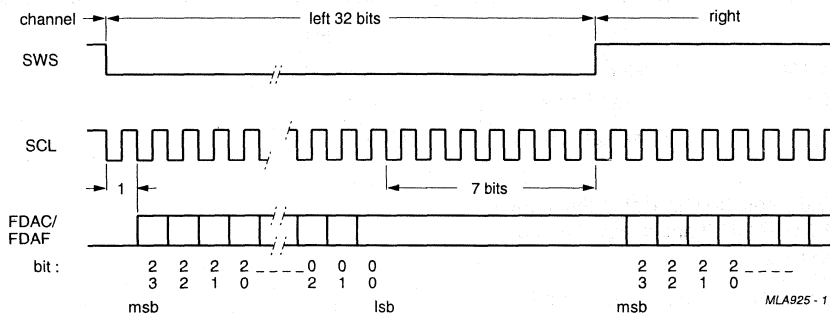 channel left 32 bits right
SWS
SCL
1 7 bits
FDAC/
FDAF
bit : 2 2 2 2 _ _ _ _ _ 0 0 0 2 2 2 2 _ _ _ _
3 2 1 0 2 1 0 3 2 1 0
msb lsb msb MLA925 - 1